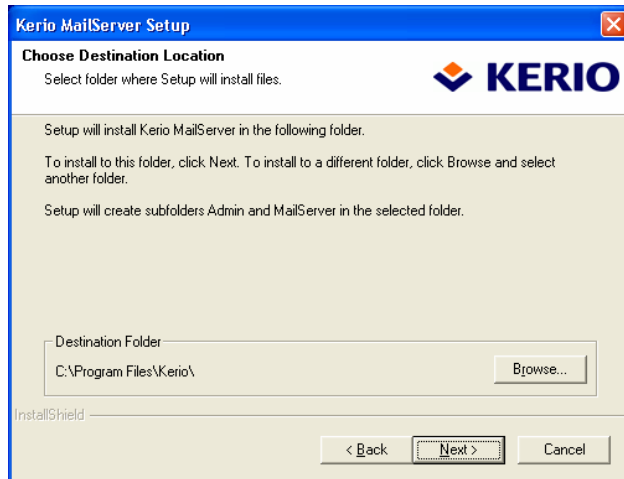 Kerio MailServer Setup
Choose Destination Location
Select folder where Setup will install files.
KERIO
Setup will install Kerio MailServer in the following folder.
To install to this folder, click Next. To install to a different folder, click Browse and select
another folder.
Setup will create subfolders Admin and MailServer in the selected folder.
Destination Folder
C:\Program Files\Kerio\
Browse...
InstallShield
< Back
Next >
Cancel